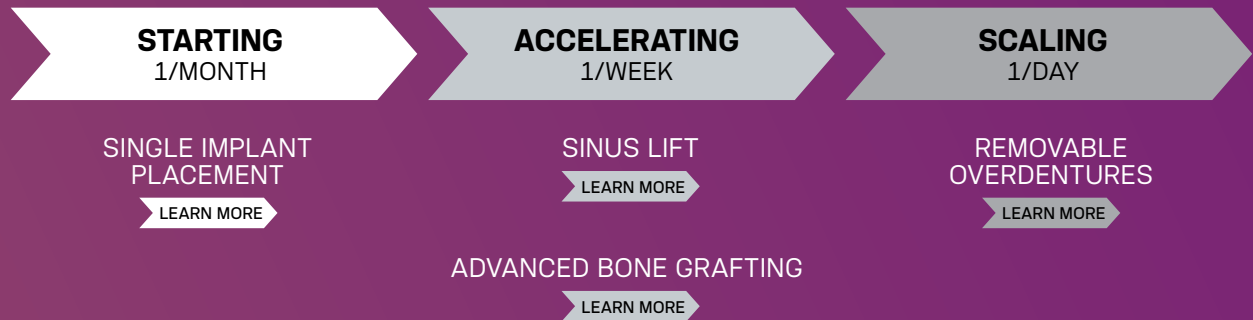 STARTING
1/MONTH
SINGLE IMPLANT
PLACEMENT
LEARN MORE
ACCELERATING
1/WEEK
SINUS LIFT
LEARN MORE
ADVANCED BONE GRAFTING
LEARN MORE
SCALING
1/DAY
REMOVABLE
OVERDENTURES
LEARN MORE